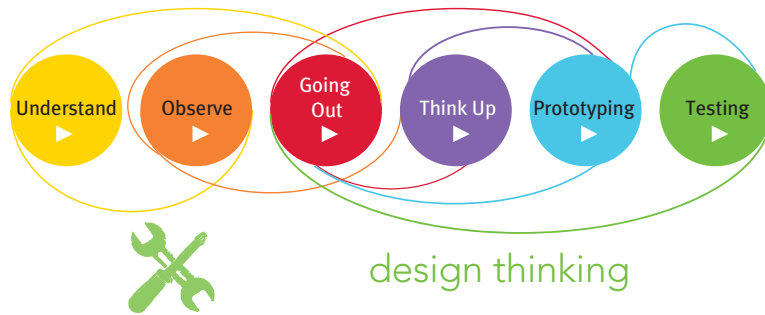 Understand
Observe
Going
Out
Think Up
Prototyping
Testing
design thinking